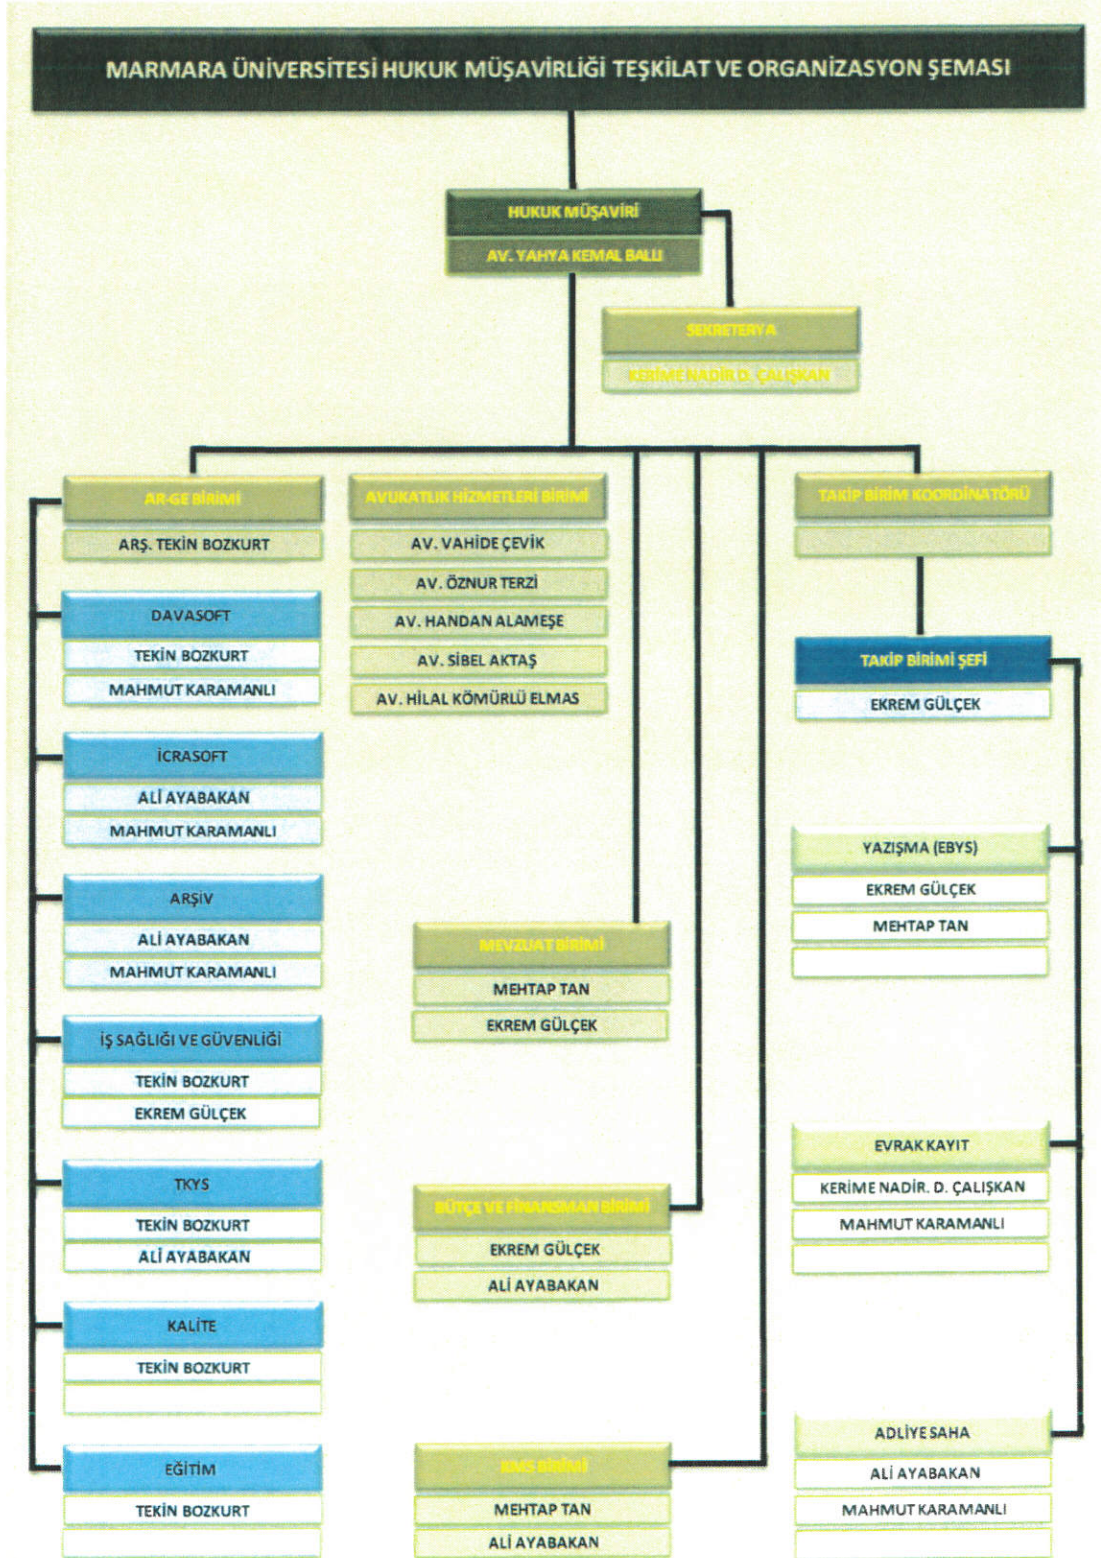 MARMARA ÜNİVERSİTESİ HUKUK MÜŞAVİRLİĞİ TEŞKİLAT VE ORGANİZASYON ŞEMASI
HUKUK MÜŞAVİRİ
AV. YAHYA KEMAL BALLI
SEKRETERYA
KERİME NADİR D. ÇALIŞKAN
AR-GE BİRİMİ
ARŞ. TEKİN BOZKURT
DAVASOFT
TEKİN BOZKURT
MAHMUT KARAMANLI
İCRASOFT
ALİ AYABAKAN
MAHMUT KARAMANLI
ARŞİV
ALİ AYABAKAN
MAHMUT KARAMANLI
İŞ SAĞLIĞI VE GÜVENLİĞİ
TEKİN BOZKURT
EKREM GÜLÇEK
TKYS
TEKİN BOZKURT
ALİ AYABAKAN
KALİTE
TEKİN BOZKURT
EĞİTİM
TEKİN BOZKURT
AVUKATLIK HİZMETLERİ BİRİMİ
AV. VAHİDE ÇEVİK
AV. ÖZNUR TERZİ
AV. HANDAN ALAMEŞE
AV. SİBEL AKTAŞ
AV. HİLAL KÖMÜRLÜ ELMAS
MEVZUAT BİRİMİ
MEHTAP TAN
EKREM GÜLÇEK
BÜTÇE VE FİNANSMAN BİRİMİ
EKREM GÜLÇEK
ALİ AYABAKAN
BİRİMİ
MEHTAP TAN
ALİ AYABAKAN
TAKİP BİRİM KOORDİNATÖRÜ
TAKİP BİRİMİ ŞEFİ
EKREM GÜLÇEK
YAZIŞMA (EBYS)
EKREM GÜLÇEK
MEHTAP TAN
EVRAK KAYIT
KERİME NADİR. D. ÇALIŞKAN
MAHMUT KARAMANLI
ADLİYE SAHA
ALİ AYABAKAN
MAHMUT KARAMANLI